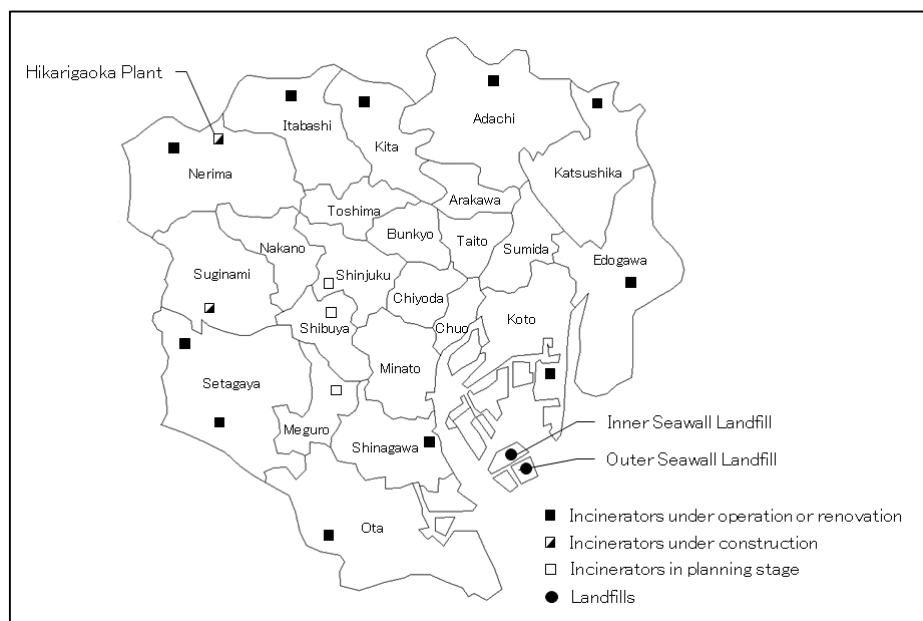 Hikarigaoka Plant
Itabashi
Kita
Adachi
Katsushika
Nerima
Arakawa
Toshima
Bunkyo
Taito
Sumida
Nakano
Edogawa
Suginami
Shinjuku
Chiyoda
Koto
Shibuya
Chuo
Minato
Setagaya
Meguro
Shinagawa
Inner Seawall Landfill
Outer Seawall Landfill
Ota
Incinerators under operation or renovation
Incinerators under construction
Incinerators in planning stage
Landfills